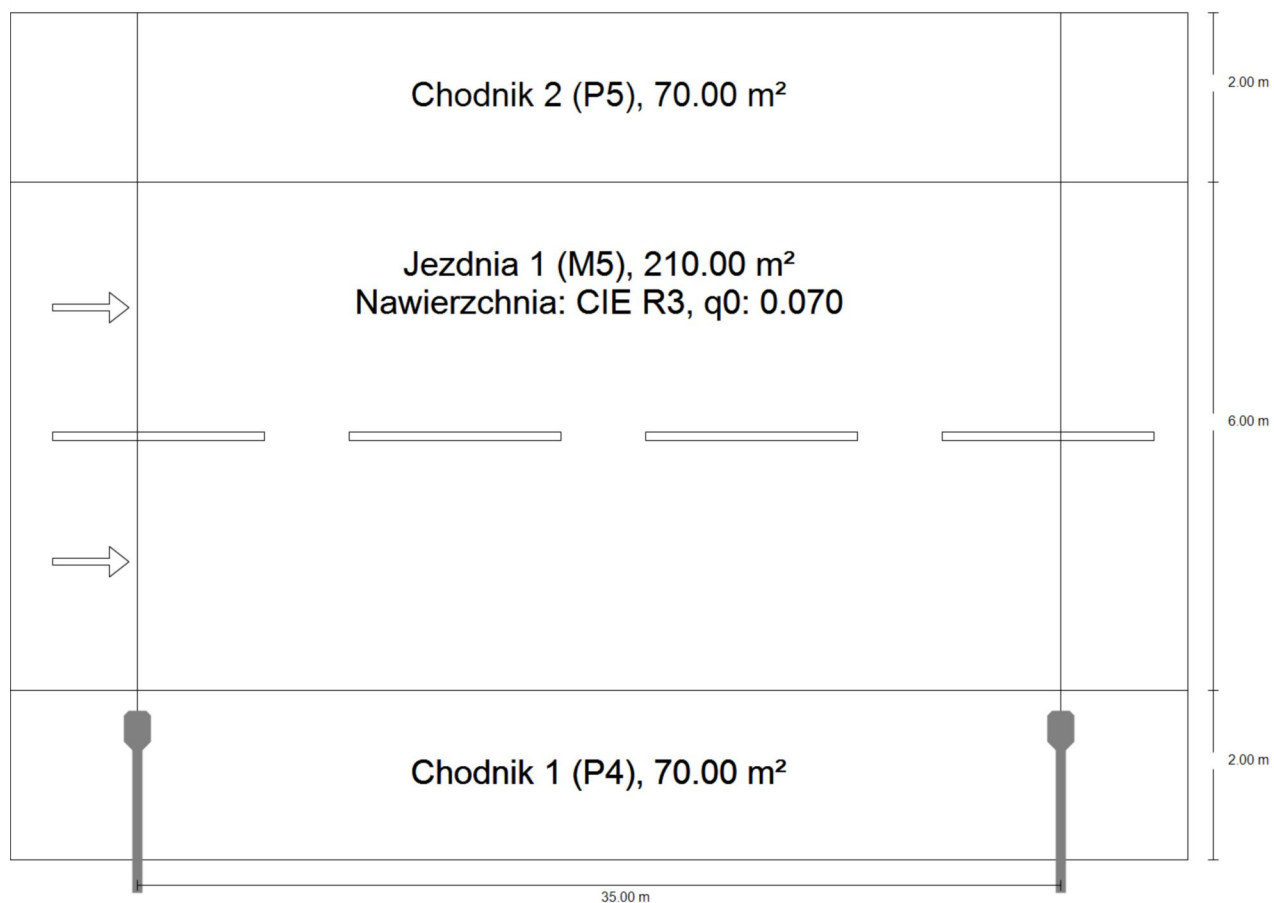 Chodnik 2 (P5), 70.00 m²
2.00 m
Jezdnia 1 (M5), 210.00 m²
Nawierzchnia: CIE R3, q0: 0.070
6.00 m
Chodnik 1 (P4), 70.00 m²
2.00 m
35.00 m